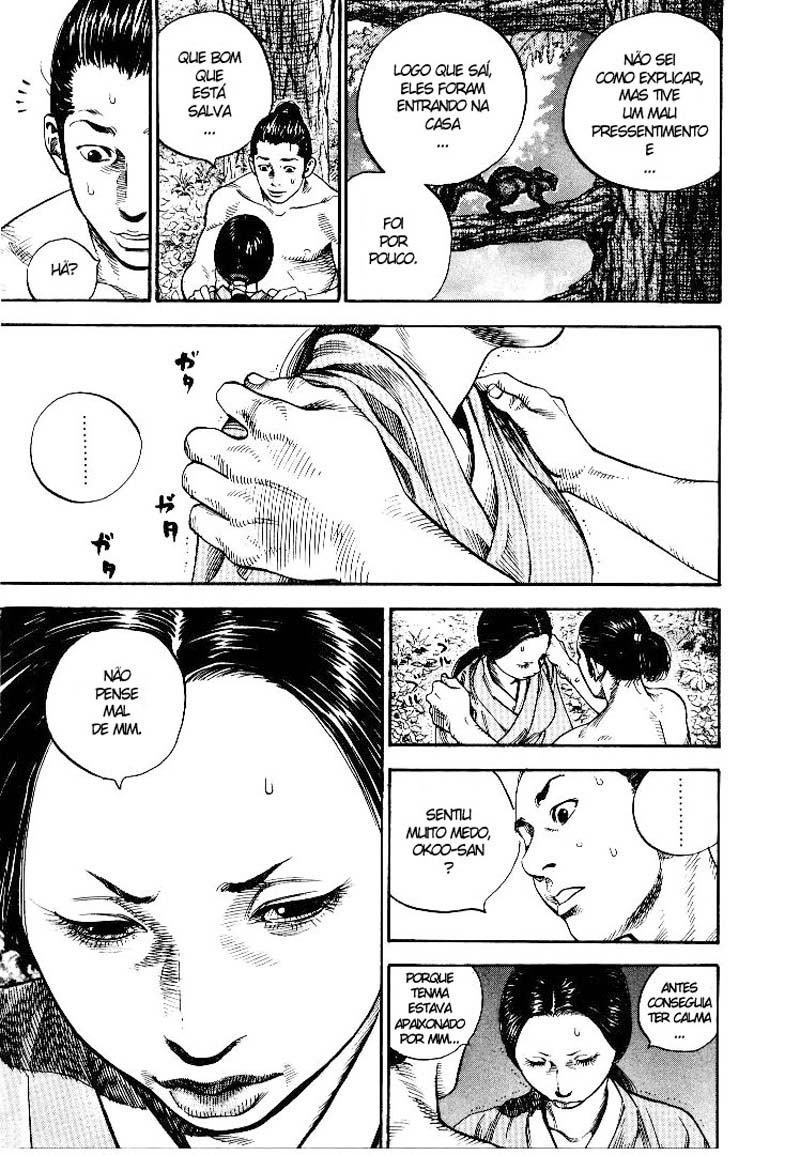 NÃO SEI
COMO EXPLICAR,
MAS TIVE
UM MAU
PRESSENTIMENTO
E
...
LOGO QUE SAÍ,
ELES FORAM
ENTRANDO NA
CASA
...
FOI
POR
POUCO.
QUE BOM
QUE
ESTÁ
SALVA
...
HÃ?
ガタ
ガタ
ガタ
.........
SENTIU
MUITO MEDO,
OKOO-SAN
?
.........
ANTES
CONSEGUIA
TER CALMA
...
PORQUE
TENMA
ESTAVA
APAIXONADO
POR MIM...
NÃO
PENSE
MAL
DE MIM.